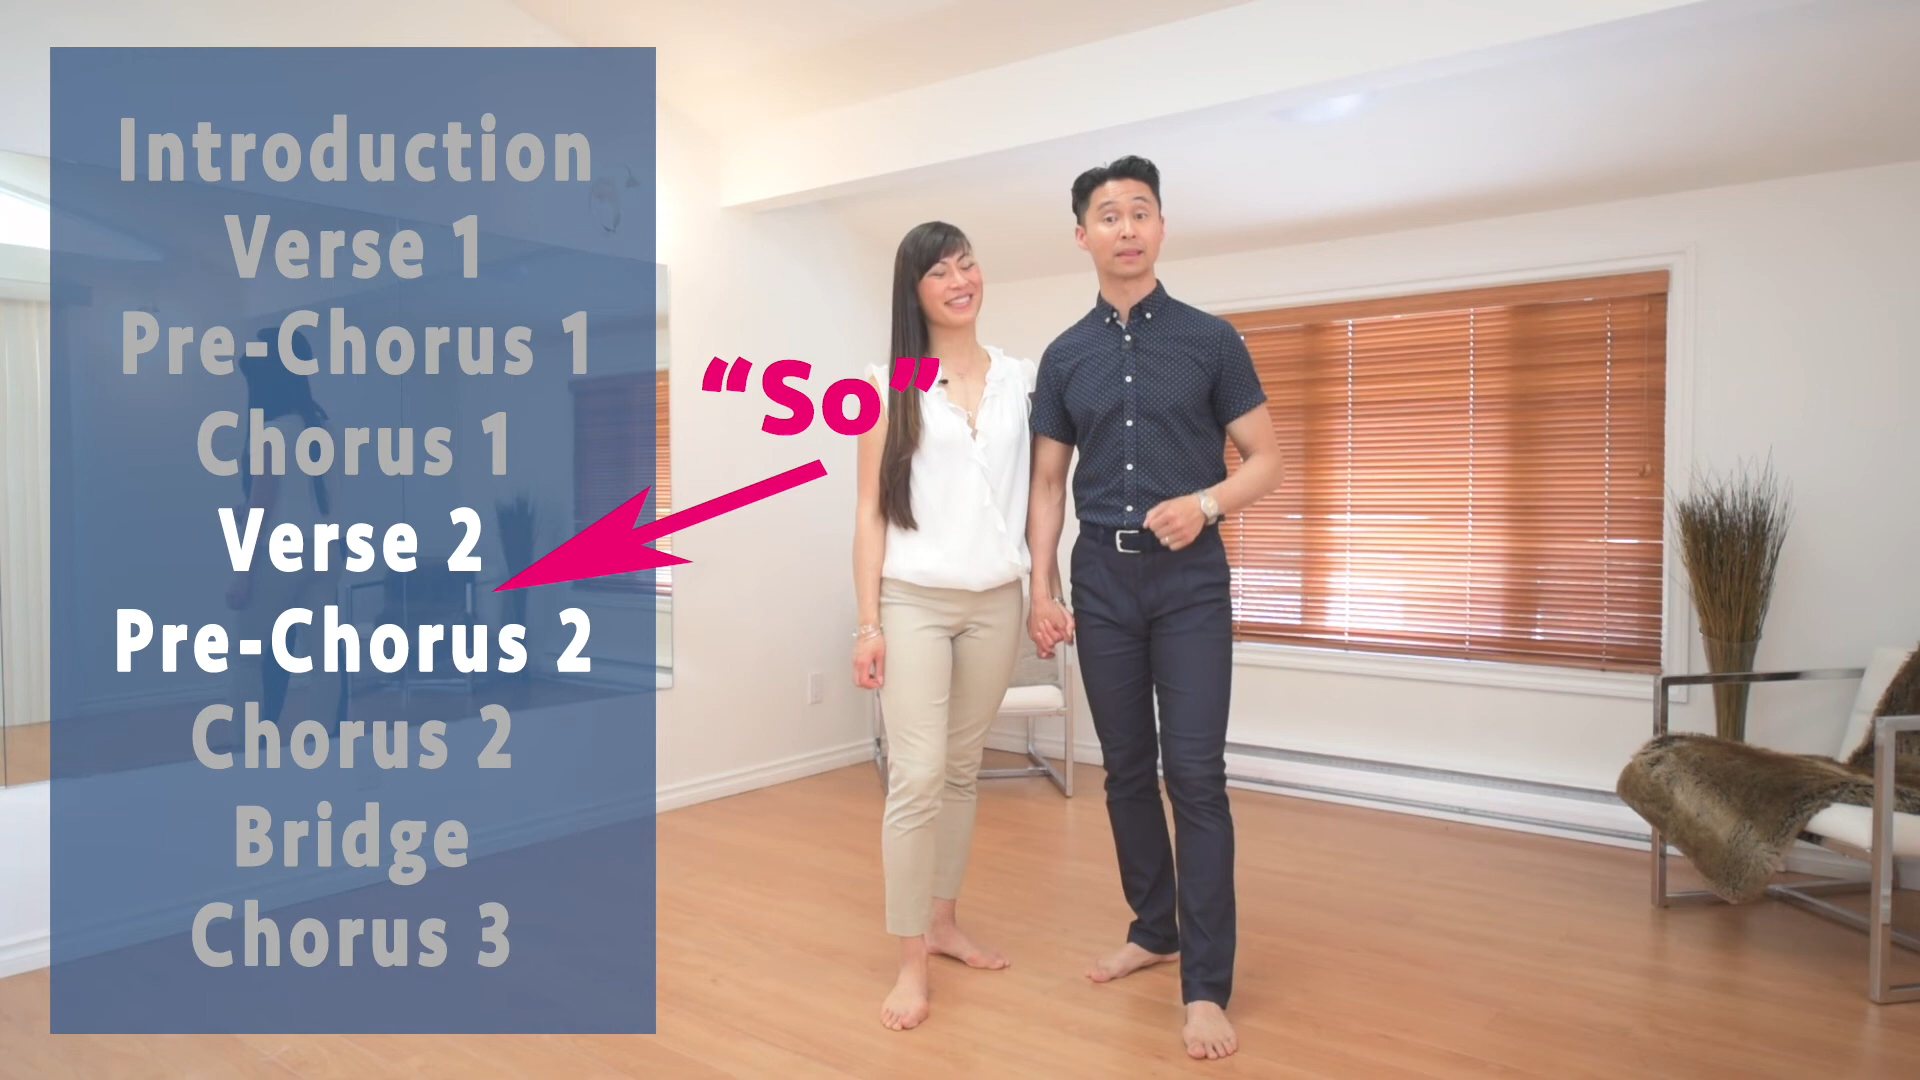 Introduction
Verse 1
Pre-Chorus 1
Chorus 1
Verse 2
Pre-Chorus 2
Chorus 2
Bridge
Chorus 3
“So”